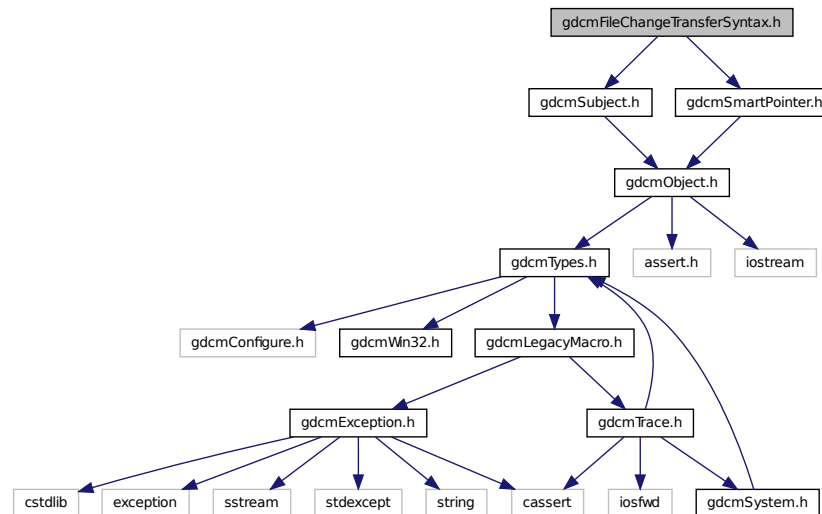 gdcmFileChangeTransferSyntax.h
gdcmSubject.h
gdcmSmartPointer.h
gdcmObject.h
gdcmTypes.h
assert.h
iostream
gdcmConfigure.h
gdcmWin32.h
gdcmLegacyMacro.h
gdcmException.h
gdcmTrace.h
cstdlib
exception
sstream
stdexcept
string
cassert
iosfwd
gdcmSystem.h